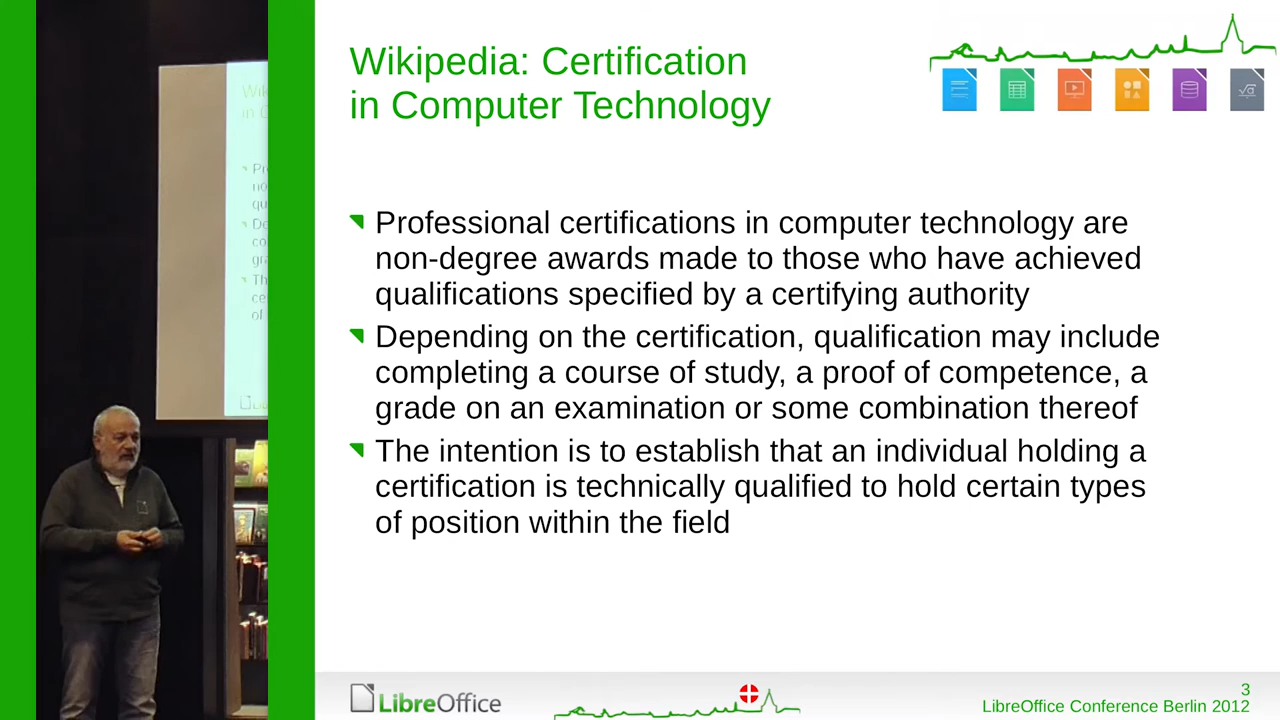 Wikipedia: Certification
in Computer Technology
Professional certifications in computer technology are
non-degree awards made to those who have achieved
qualifications specified by a certifying authority
Depending on the certification, qualification may include
completing a course of study, a proof of competence, a
grade on an examination or some combination thereof
The intention is to establish that an individual holding a
certification is technically qualified to hold certain types
of position within the field
LibreOffice
3
LibreOffice Conference Berlin 2012